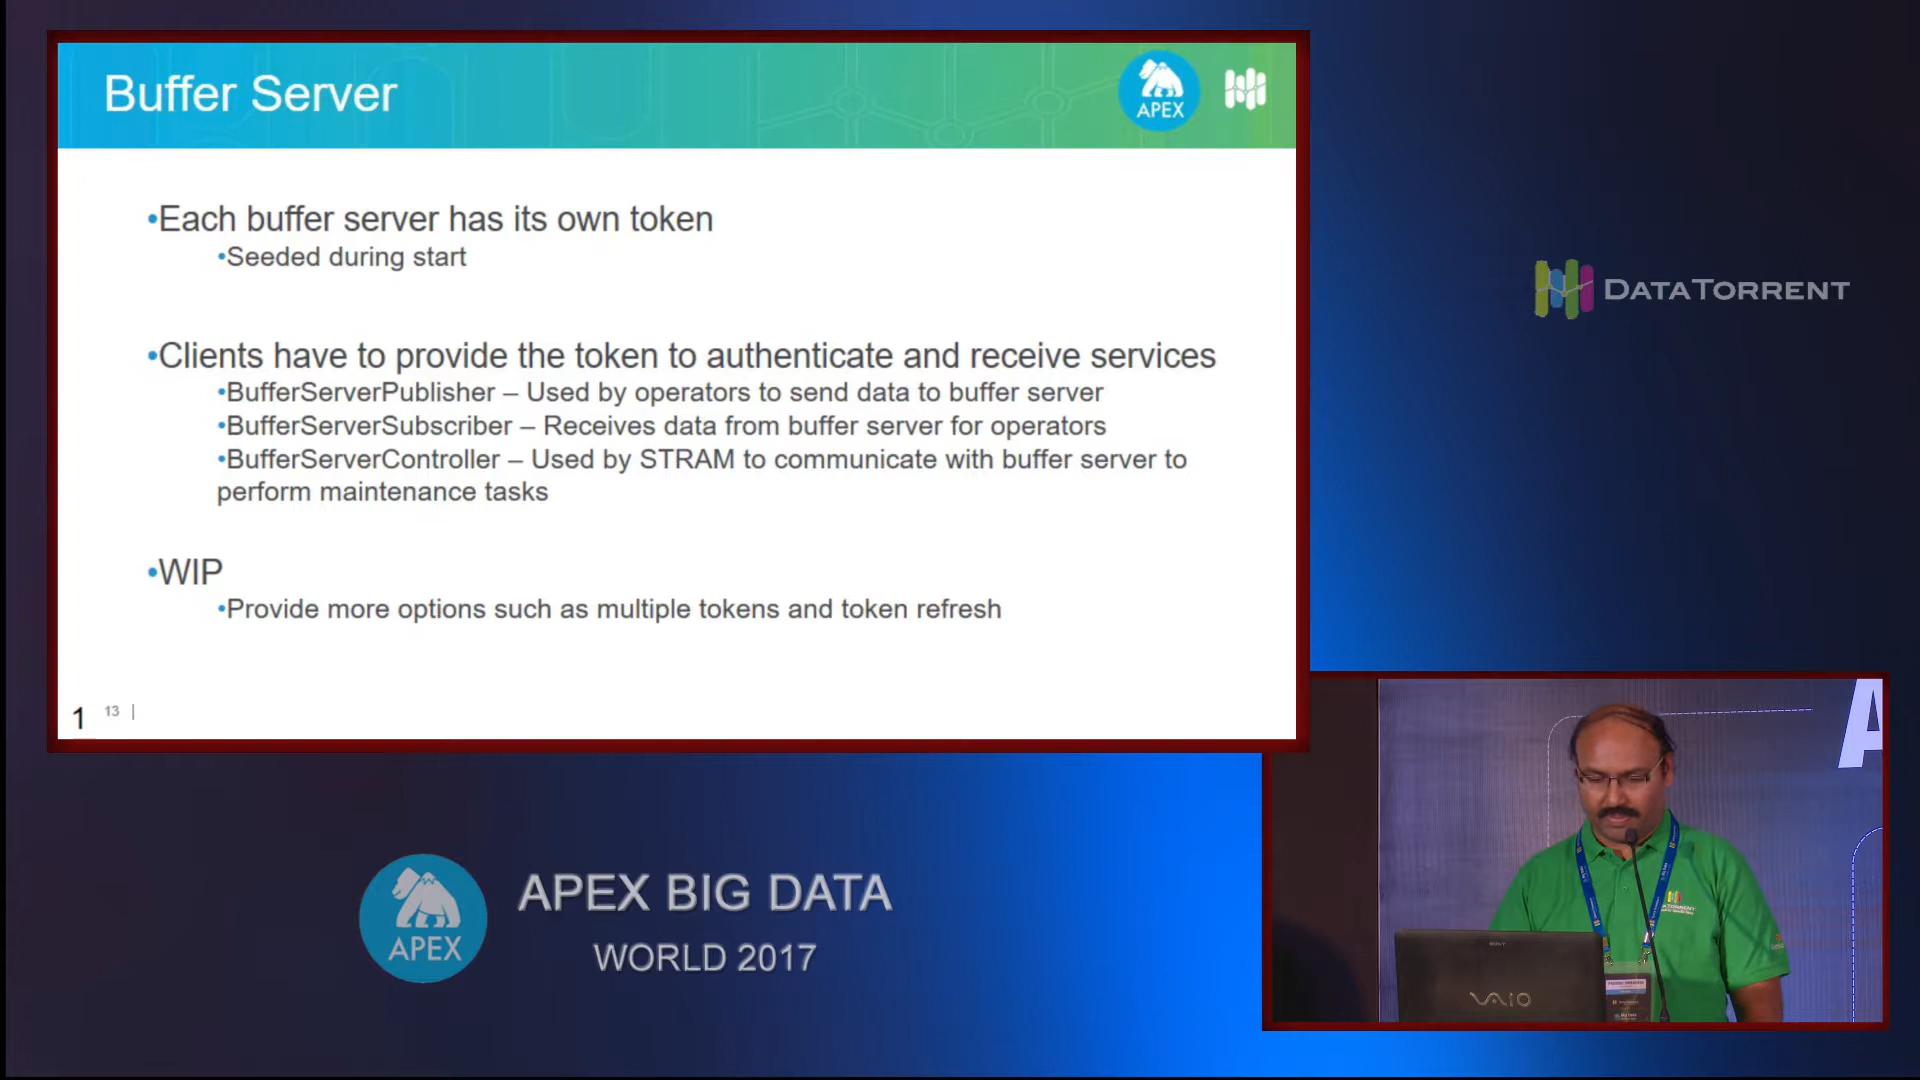 Buffer Server
APEX
•Each buffer server has its own token
•Seeded during start
•Clients have to provide the token to authenticate and receive services
•BufferServerPublisher – Used by operators to send data to buffer server
•BufferServerSubscriber – Receives data from buffer server for operators
•BufferServerController – Used by STRAM to communicate with buffer server to
perform maintenance tasks
•WIP
•Provide more options such as multiple tokens and token refresh
1 13 |
DATATORRENT
APEX
APEX BIG DATA
WORLD 2017
A
SONY
VAIO